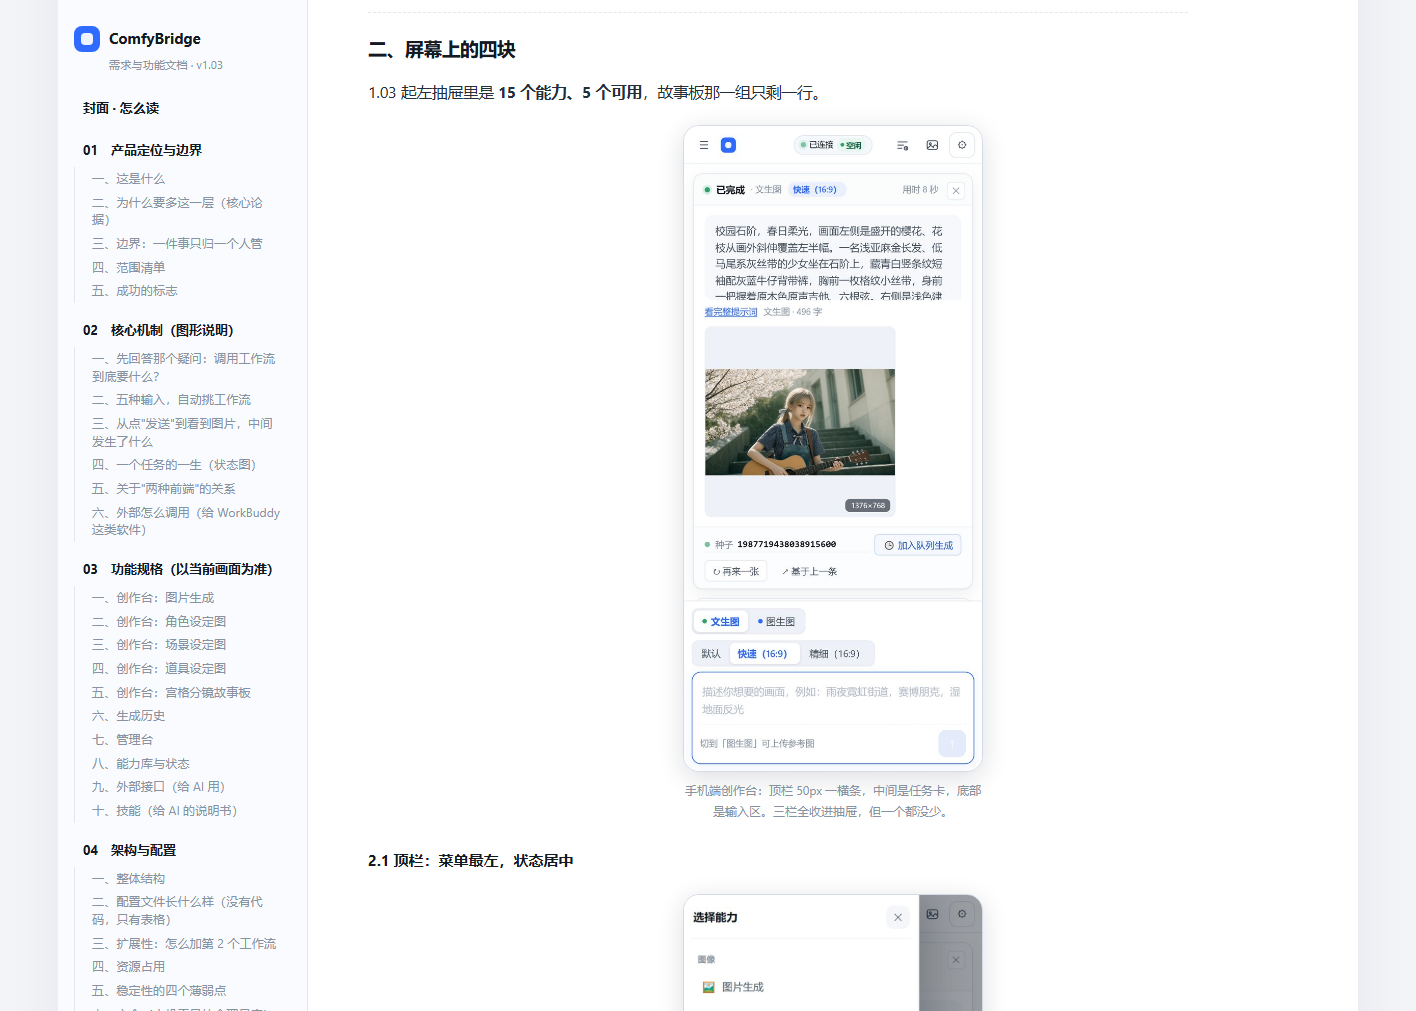 ComfyBridge
需求与功能文档 · v1.03
封面 · 怎么读
01 产品定位与边界
一、这是什么
二、为什么要多这一层（核心论
据）
三、边界：一件事只归一个人管
四、范围清单
五、成功的标志
02 核心机制（图形说明）
一、先回答那个疑问：调用工作流
到底要什么？
二、五种输入，自动挑工作流
三、从点"发送"到看到图片，中间
发生了什么
四、一个任务的一生（状态图）
五、关于"两种前端"的关系
六、外部怎么调用（给 WorkBuddy
这类软件）
03 功能规格（以当前画面为准）
一、创作台：图片生成
二、创作台：角色设定图
三、创作台：场景设定图
四、创作台：道具设定图
五、创作台：宫格分镜故事板
六、生成历史
七、管理台
八、能力库与状态
九、外部接口（给 AI 用）
十、技能（给 AI 的说明书）
04 架构与配置
一、整体结构
二、配置文件长什么样（没有代
码，只有表格）
三、扩展性：怎么加第 2 个工作流
四、资源占用
五、稳定性的四个薄弱点
二、屏幕上的四块
1.03 起左抽屉里是 15 个能力、5 个可用，故事板那一组只剩一行。
已连接 空闲
已完成 · 文生图 快速（16:9） 用时 8 秒
校园石阶，春日柔光，画面左侧是盛开的樱花、花
枝从画外斜伸覆盖左半幅。一名浅亚麻金长发、低
马尾系灰丝带的少女坐在石阶上，藏青白竖条纹短
袖配灰蓝牛仔背带裤，胸前一枚格纹小丝带，身前
一把握着原木色原声吉他，六根弦。右侧是浅色建
看完整提示词 文生图 · 496 字
1376×768
种子 1987719438038915600 加入队列生成
↻ 再来一张 ↗ 基于上一条
文生图 图生图
默认 快速（16:9） 精细（16:9）
描述你想要的画面，例如：雨夜霓虹街道，赛博朋克，湿
地面反光
切到「图生图」可上传参考图
手机端创作台：顶栏 50px 一横条，中间是任务卡，底部
是输入区。三栏全收进抽屉，但一个都没少。
2.1 顶栏：菜单最左，状态居中
选择能力
图像
图片生成